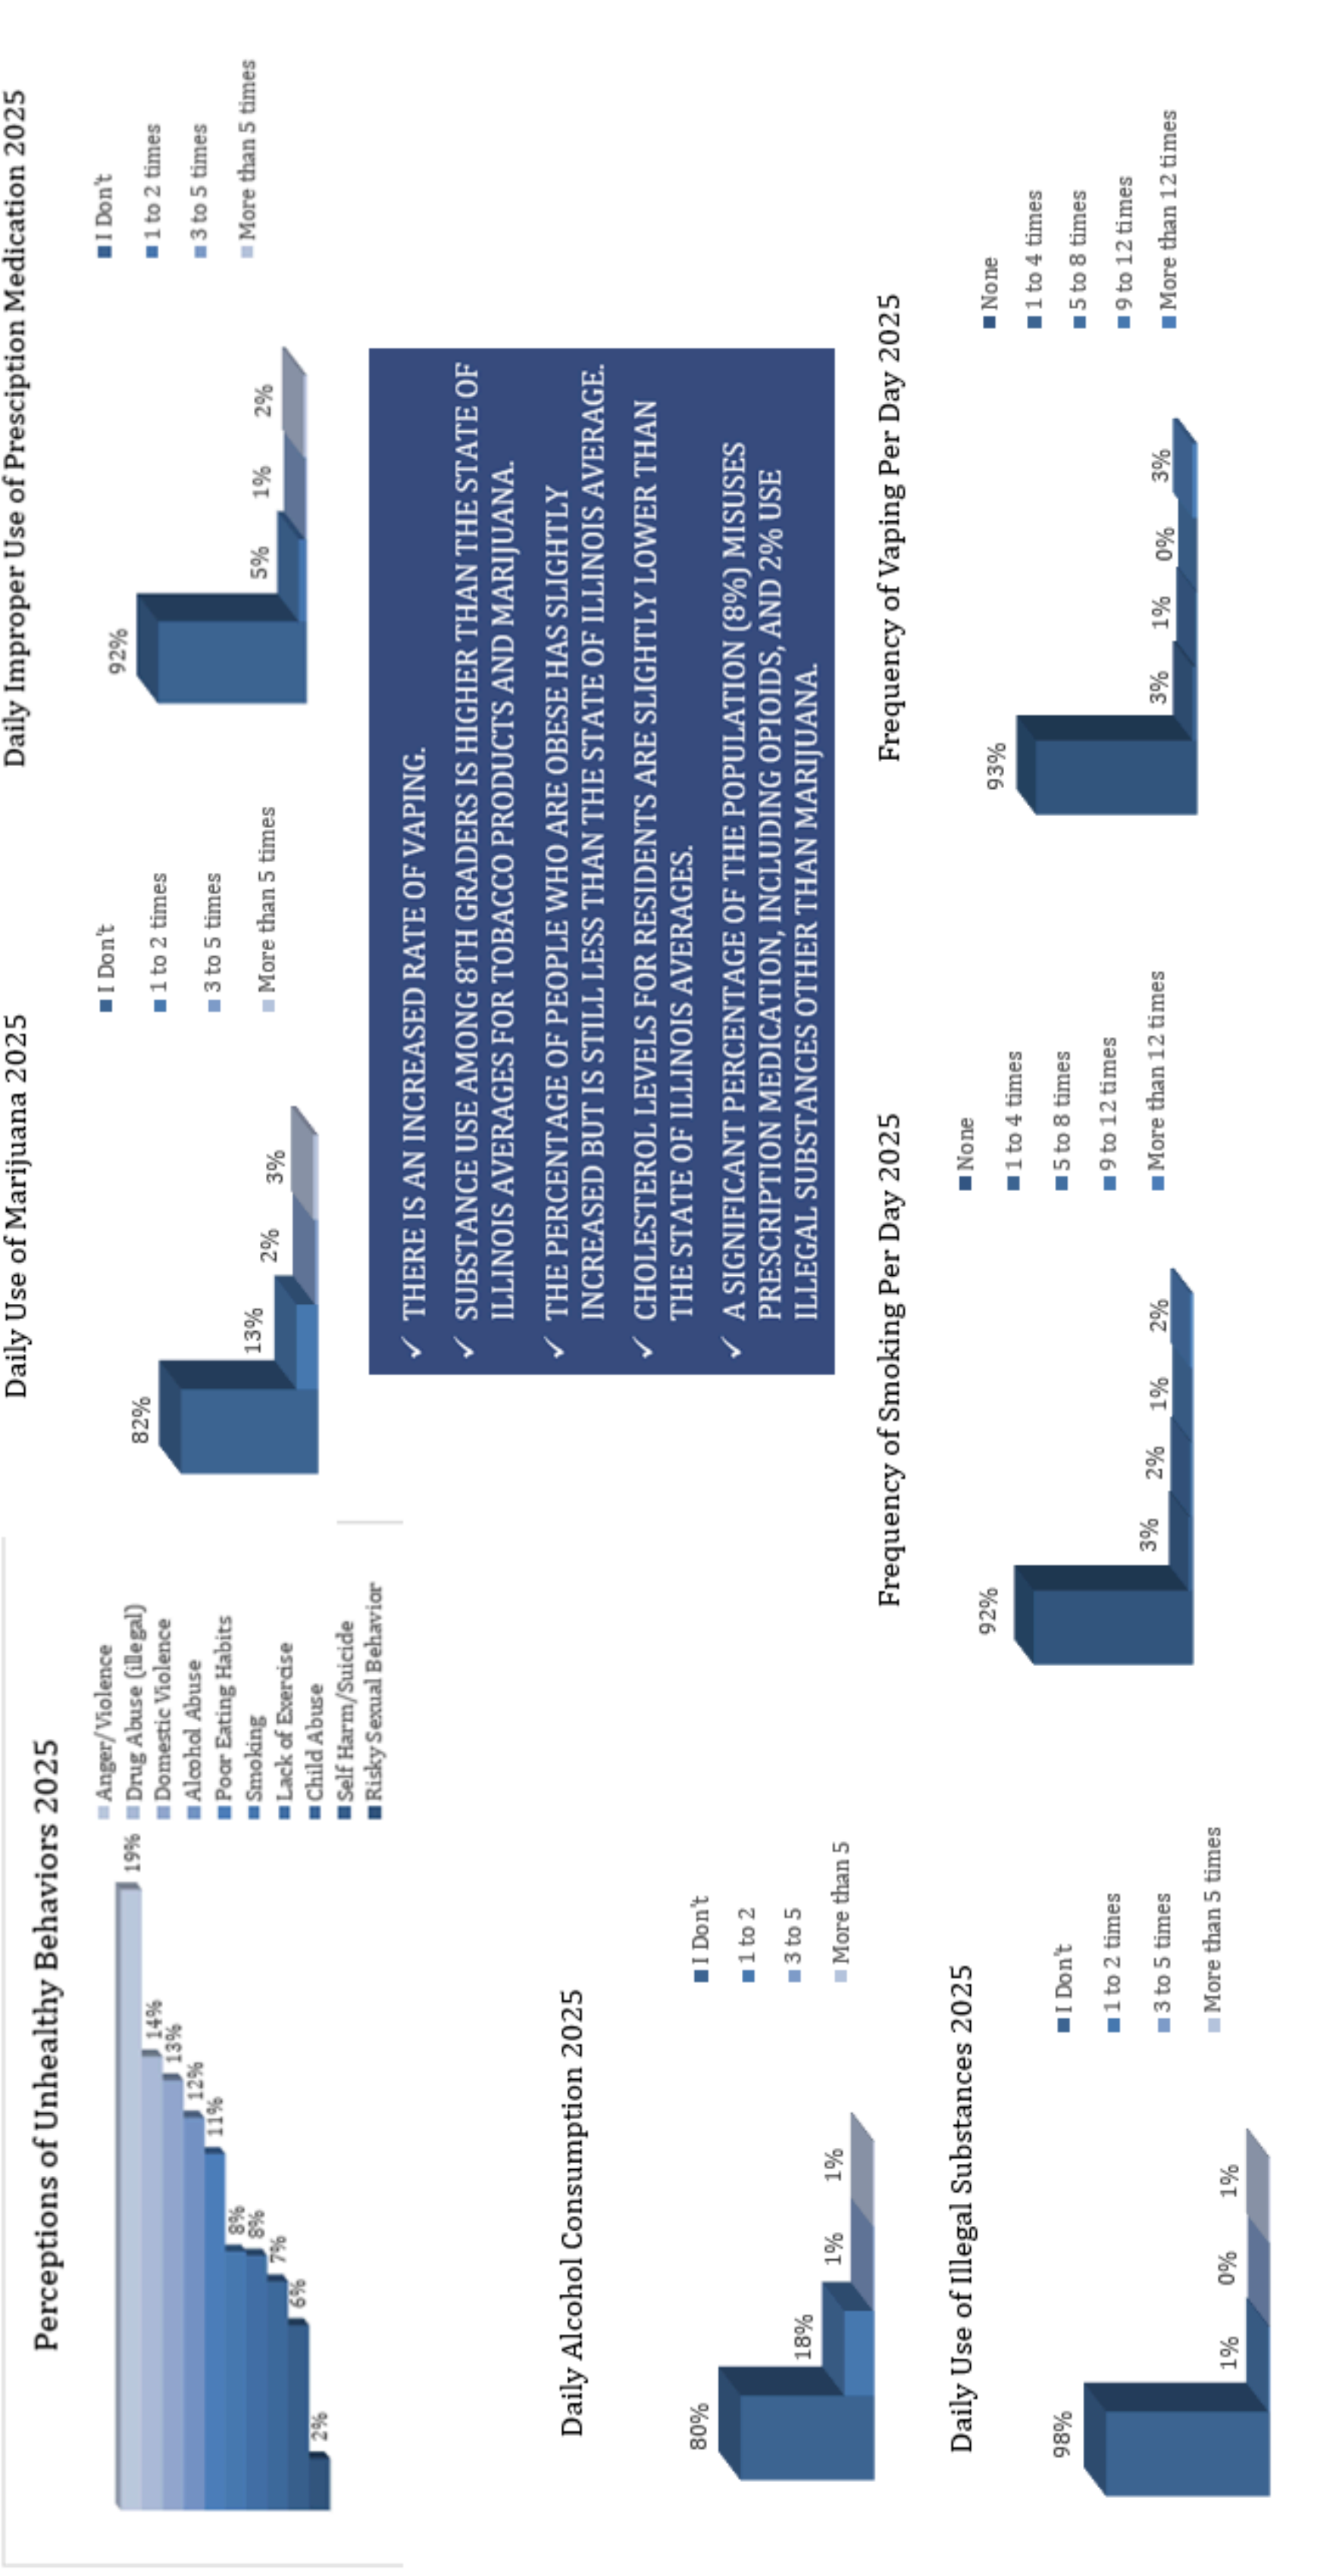 Perceptions of Unhealthy Behaviors 2025
19%
14%
13%
12%
11%
8%
8%
7%
6%
2%
Anger/Violence
Drug Abuse (illegal)
Domestic Violence
Alcohol Abuse
Poor Eating Habits
Smoking
Lack of Exercise
Child Abuse
Self Harm/Suicide
Risky Sexual Behavior
Daily Use of Marijuana 2025
82%
13%
2%
3%
I Don't
1 to 2 times
3 to 5 times
More than 5 times
Daily Improper Use of Presciption Medication 2025
92%
5%
1%
2%
I Don't
1 to 2 times
3 to 5 times
More than 5 times
Daily Alcohol Consumption 2025
80%
18%
1%
1%
I Don't
1 to 2
3 to 5
More than 5
✓ THERE IS AN INCREASED RATE OF VAPING.
✓ SUBSTANCE USE AMONG 8TH GRADERS IS HIGHER THAN THE STATE OF
ILLINOIS AVERAGES FOR TOBACCO PRODUCTS AND MARIJUANA.
✓ THE PERCENTAGE OF PEOPLE WHO ARE OBESE HAS SLIGHTLY
INCREASED BUT IS STILL LESS THAN THE STATE OF ILLINOIS AVERAGE.
✓ CHOLESTEROL LEVELS FOR RESIDENTS ARE SLIGHTLY LOWER THAN
THE STATE OF ILLINOIS AVERAGES.
✓ A SIGNIFICANT PERCENTAGE OF THE POPULATION (8%) MISUSES
PRESCRIPTION MEDICATION, INCLUDING OPIOIDS, AND 2% USE
ILLEGAL SUBSTANCES OTHER THAN MARIJUANA.
Daily Use of Illegal Substances 2025
98%
1%
0%
1%
I Don't
1 to 2 times
3 to 5 times
More than 5 times
Frequency of Smoking Per Day 2025
92%
3%
2%
1%
2%
None
1 to 4 times
5 to 8 times
9 to 12 times
More than 12 times
Frequency of Vaping Per Day 2025
93%
3%
1%
0%
3%
None
1 to 4 times
5 to 8 times
9 to 12 times
More than 12 times